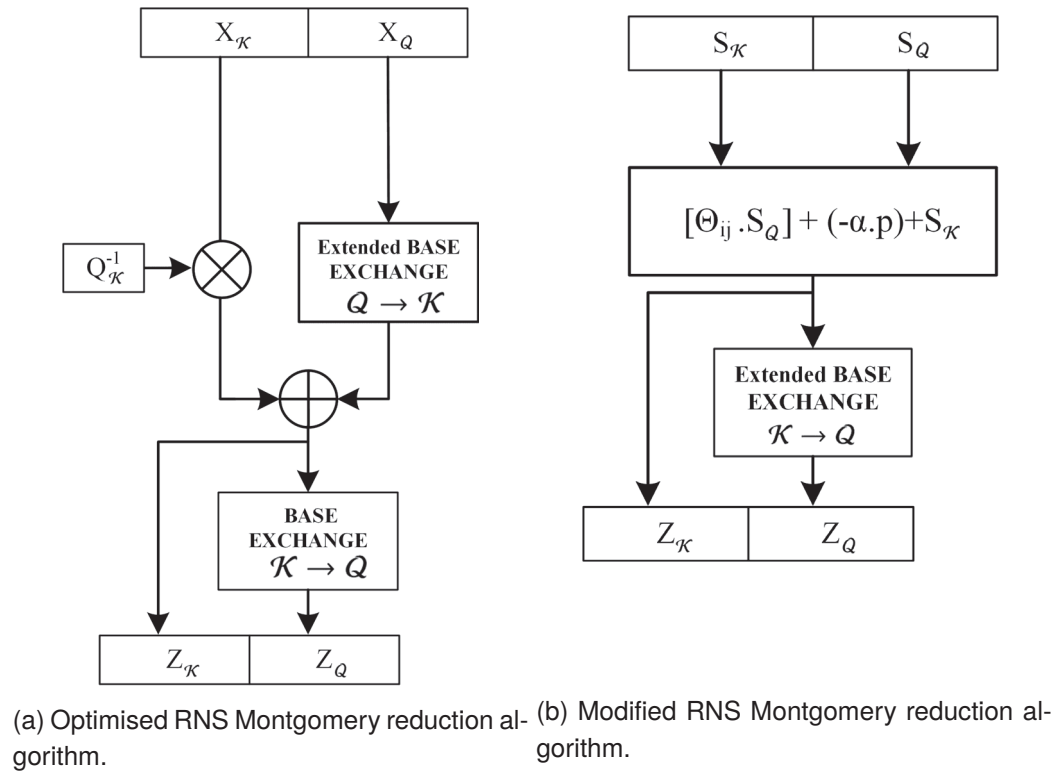 X𝒦 X𝒬
Q𝒦⁻¹
Extended BASE
EXCHANGE
𝒬 → 𝒦
BASE
EXCHANGE
𝒦 → 𝒬
Z𝒦 Z𝒬
(a) Optimised RNS Montgomery reduction al-
gorithm.
S𝒦 S𝒬
[Θij .S𝒬] + (-α.p)+S𝒦
Extended BASE
EXCHANGE
𝒦 → 𝒬
Z𝒦 Z𝒬
(b) Modified RNS Montgomery reduction al-
gorithm.